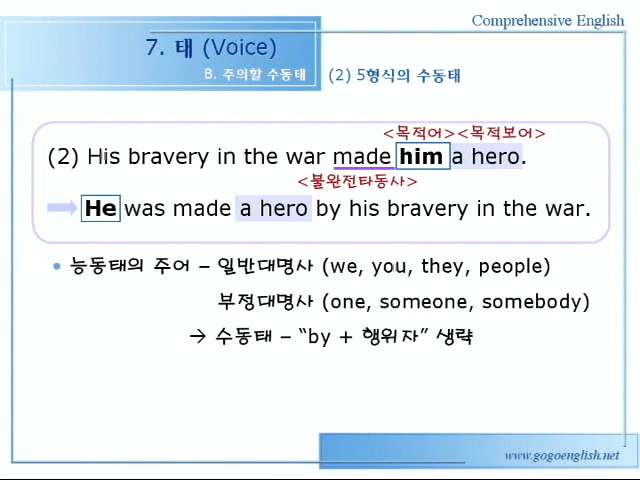 Comprehensive English
7. 태 (Voice)
B. 주의할 수동태
(2) 5형식의 수동태
<목적어><목적보어>
(2) His bravery in the war made him a hero.
<불완전타동사>
He was made a hero by his bravery in the war.
• 능동태의 주어 – 일반대명사 (we, you, they, people)
부정대명사 (one, someone, somebody)
→ 수동태 – “by + 행위자” 생략
www.gogoenglish.net